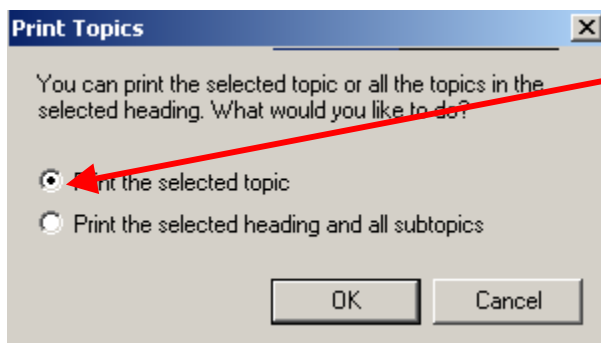 Print Topics
You can print the selected topic or all the topics in the
selected heading. What would you like to do?
Print the selected topic
Print the selected heading and all subtopics
OK
Cancel